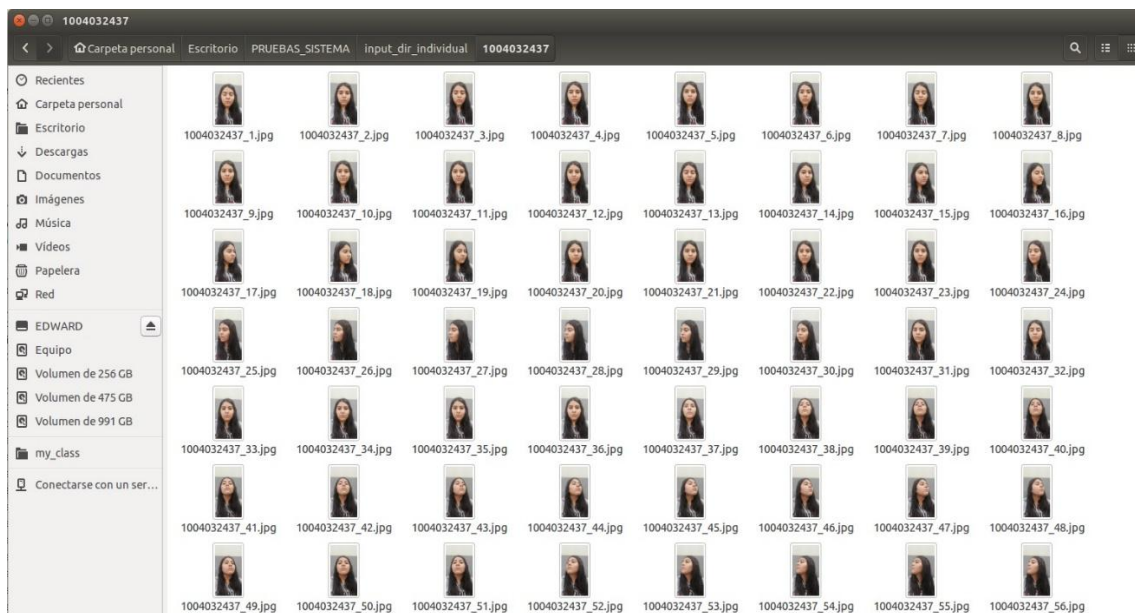 1004032437
Carpeta personal Escritorio PRUEBAS_SISTEMA input_dir_individual 1004032437
Recientes
Carpeta personal
Escritorio
Descargas
Documentos
Imágenes
Música
Vídeos
Papelera
Red
EDWARD
Equipo
Volumen de 256 GB
Volumen de 475 GB
Volumen de 991 GB
my_class
Conectarse con un ser...
1004032437_1.jpg 1004032437_2.jpg 1004032437_3.jpg 1004032437_4.jpg 1004032437_5.jpg 1004032437_6.jpg 1004032437_7.jpg 1004032437_8.jpg
1004032437_9.jpg 1004032437_10.jpg 1004032437_11.jpg 1004032437_12.jpg 1004032437_13.jpg 1004032437_14.jpg 1004032437_15.jpg 1004032437_16.jpg
1004032437_17.jpg 1004032437_18.jpg 1004032437_19.jpg 1004032437_20.jpg 1004032437_21.jpg 1004032437_22.jpg 1004032437_23.jpg 1004032437_24.jpg
1004032437_25.jpg 1004032437_26.jpg 1004032437_27.jpg 1004032437_28.jpg 1004032437_29.jpg 1004032437_30.jpg 1004032437_31.jpg 1004032437_32.jpg
1004032437_33.jpg 1004032437_34.jpg 1004032437_35.jpg 1004032437_36.jpg 1004032437_37.jpg 1004032437_38.jpg 1004032437_39.jpg 1004032437_40.jpg
1004032437_41.jpg 1004032437_42.jpg 1004032437_43.jpg 1004032437_44.jpg 1004032437_45.jpg 1004032437_46.jpg 1004032437_47.jpg 1004032437_48.jpg
1004032437_49.jpg 1004032437_50.jpg 1004032437_51.jpg 1004032437_52.jpg 1004032437_53.jpg 1004032437_54.jpg 1004032437_55.jpg 1004032437_56.jpg